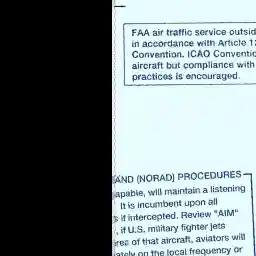 FAA air traffic service outsid
in accordance with Article 12
Convention. ICAO Conventio
aircraft but compliance with
practices is encouraged.
AND (NORAD) PROCEDURES
apable, will maintain a listening
It is incumbent upon all
if intercepted. Review "AIM"
, if U.S. military fighter jets
area of that aircraft, aviators will
ately on the local frequency or